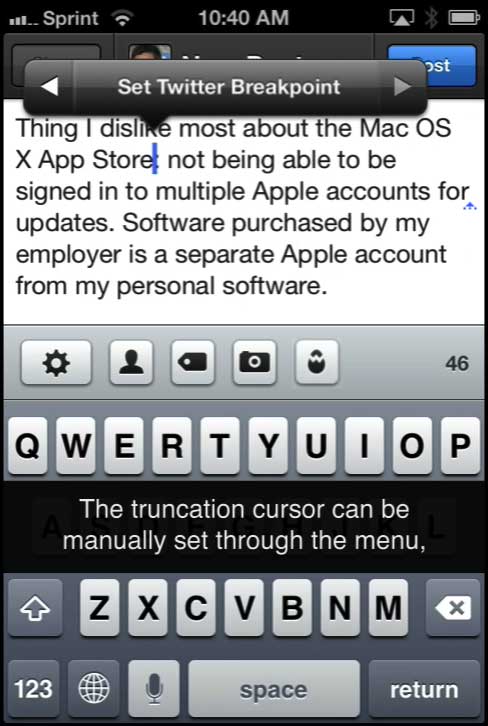 Sprint 10:40 AM
ost
Set Twitter Breakpoint
Thing I dislike most about the Mac OS
X App Store: not being able to be
signed in to multiple Apple accounts for
updates. Software purchased by my
employer is a separate Apple account
from my personal software.
46
Q W E R T Y U I O P
The truncation cursor can be
manually set through the menu,
Z X C V B N M
123 space return